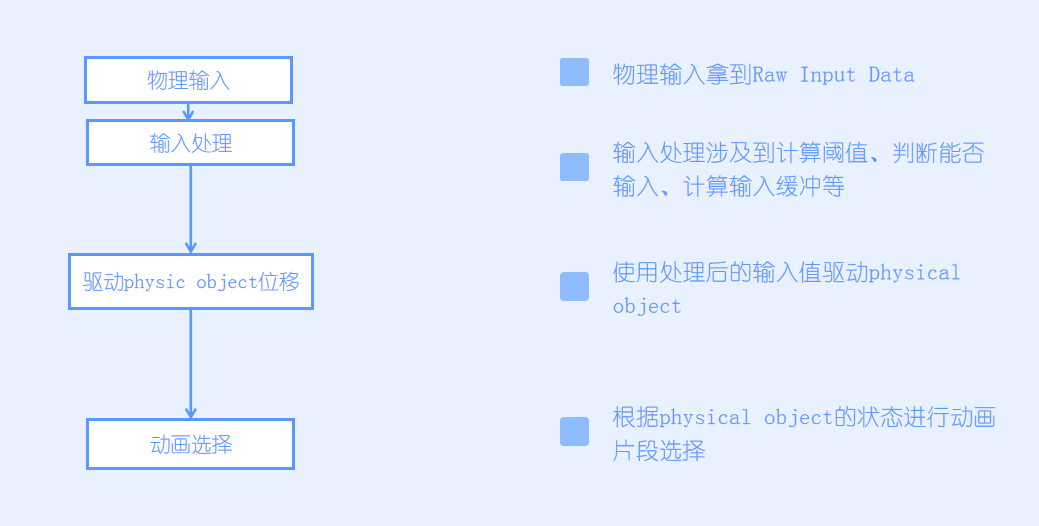 物理输入
输入处理
驱动physic object位移
动画选择
物理输入拿到Raw Input Data
输入处理涉及到计算阈值、判断能否
输入、计算输入缓冲等
使用处理后的输入值驱动physical
object
根据physical object的状态进行动画
片段选择